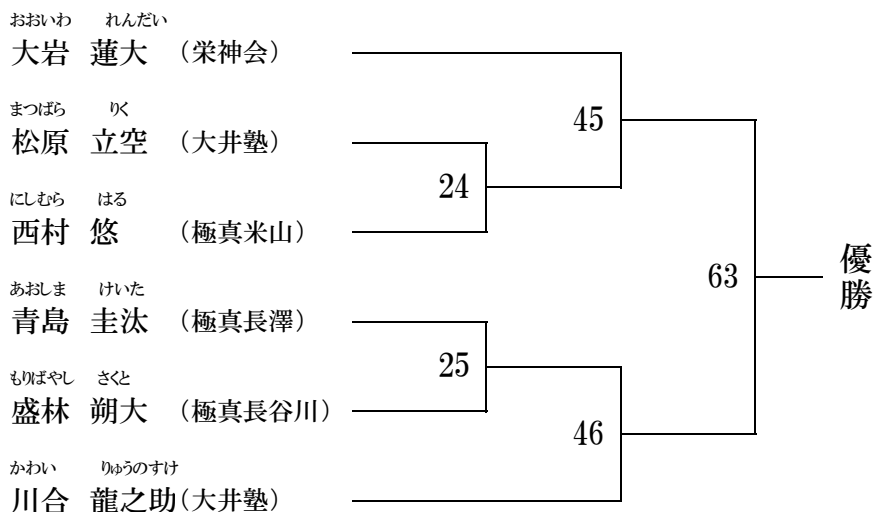 おおいわ れんだい
大岩 蓮大 （栄神会）
まつばら りく
松原 立空 （大井塾）
にしむら はる
西村 悠 （極真米山）
あおしま けいた
青島 圭汰 （極真長澤）
もりばやし さくと
盛林 朔大 （極真長谷川）
かわい りゅうのすけ
川合 龍之助（大井塾）
24
25
45
46
63
優勝